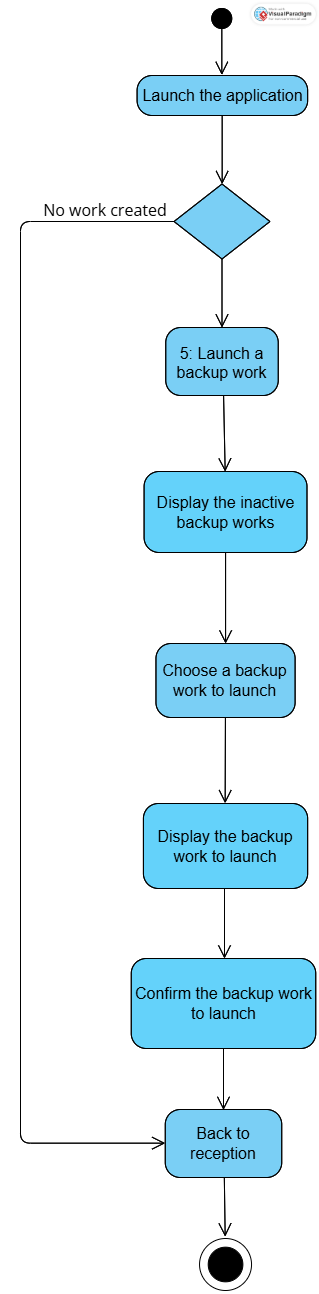 VisualParadigm
Launch the application
No work created
5: Launch a
backup work
Display the inactive
backup works
Choose a backup
work to launch
Display the backup
work to launch
Confirm the backup work
to launch
Back to
reception